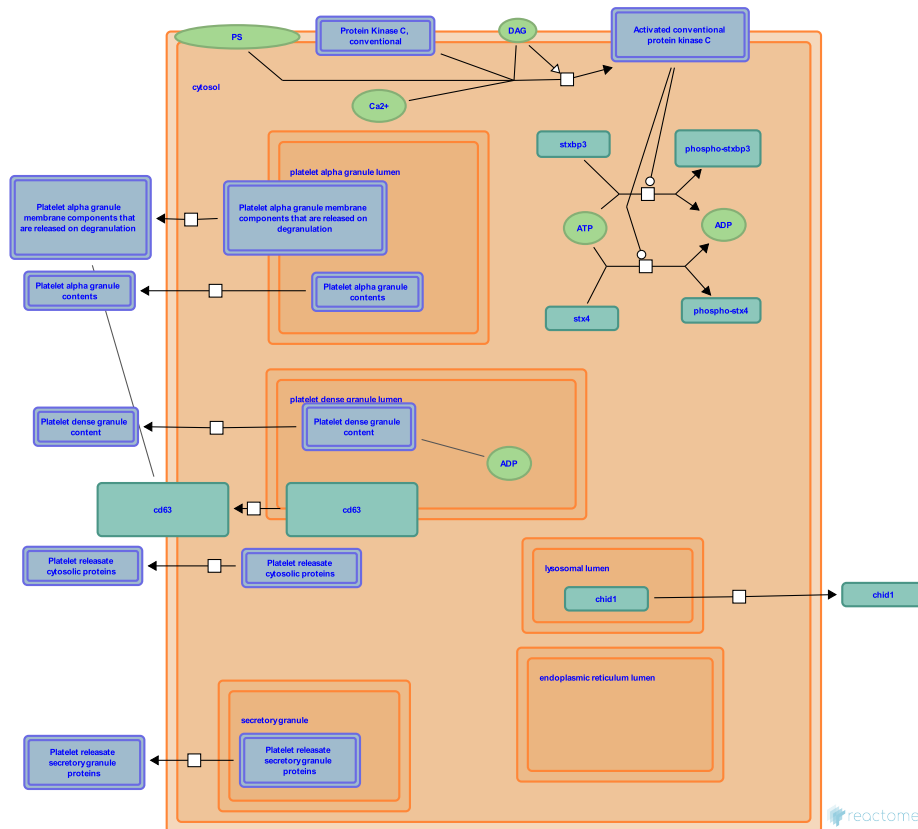 PS
Protein Kinase C,
conventional
DAG
Activated conventional
protein kinase C
cytosol
Ca2+
stxbp3
phospho-stxbp3
platelet alpha granule lumen
Platelet alpha granule
membrane components that
are released on degranulation
Platelet alpha granule membrane
components that are released on
degranulation
ATP
ADP
Platelet alpha granule
contents
Platelet alpha granule
contents
stx4
phospho-stx4
platelet dense granule lumen
Platelet dense granule
content
Platelet dense granule
content
ADP
cd63
cd63
Platelet releasate
cytosolic proteins
Platelet releasate
cytosolic proteins
lysosomal lumen
chid1
chid1
endoplasmic reticulum lumen
secretory granule
Platelet releasate
secretory granule
proteins
Platelet releasate
secretory granule
proteins
reactome